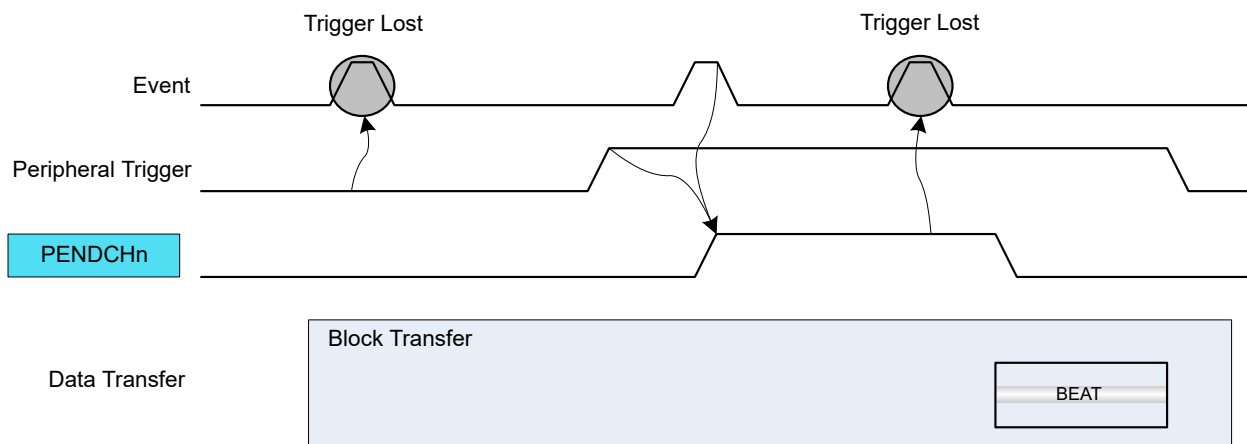 Trigger Lost
Trigger Lost
Event
Peripheral Trigger
PENDCHn
Block Transfer
Data Transfer
BEAT